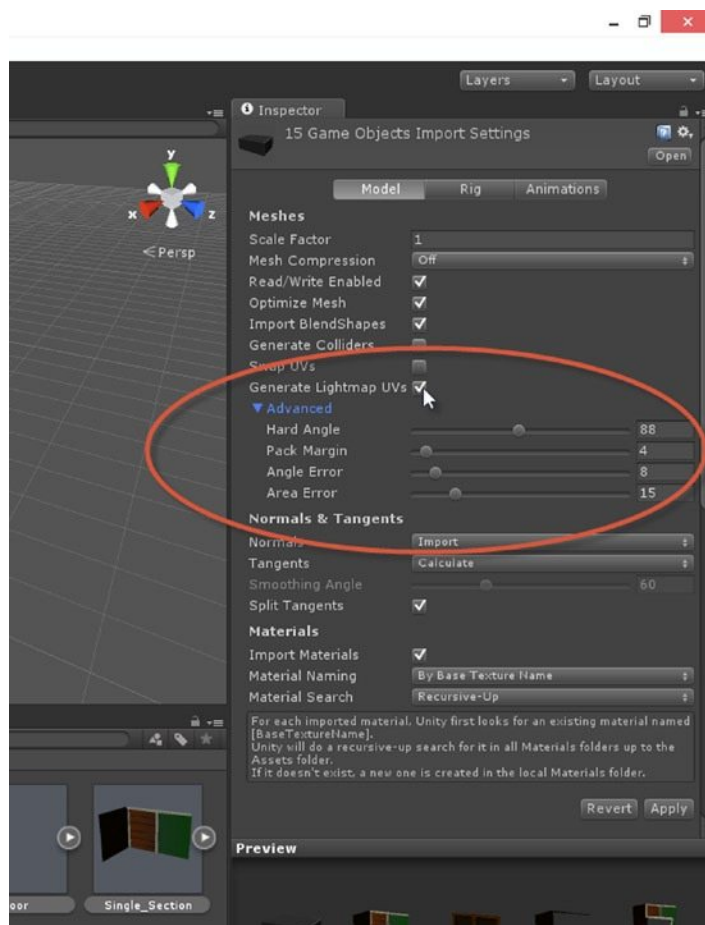 Layers
Layout
Inspector
15 Game Objects Import Settings
Open
Model Rig Animations
Meshes
Scale Factor 1
Mesh Compression Off
Read/Write Enabled
Optimize Mesh
Import BlendShapes
Generate Colliders
Swap UVs
Generate Lightmap UVs
Advanced
Hard Angle 88
Pack Margin 4
Angle Error 8
Area Error 15
Normals & Tangents
Normals Import
Tangents Calculate
Smoothing Angle 60
Split Tangents
Materials
Import Materials
Material Naming By Base Texture Name
Material Search Recursive-Up
For each imported material, Unity first looks for an existing material named
[BaseTextureName].
Unity will do a recursive-up search for it in all Materials folders up to the
Assets folder.
If it doesn't exist, a new one is created in the local Materials folder.
Revert Apply
Preview
y
x
z
Persp
oor
Single_Section